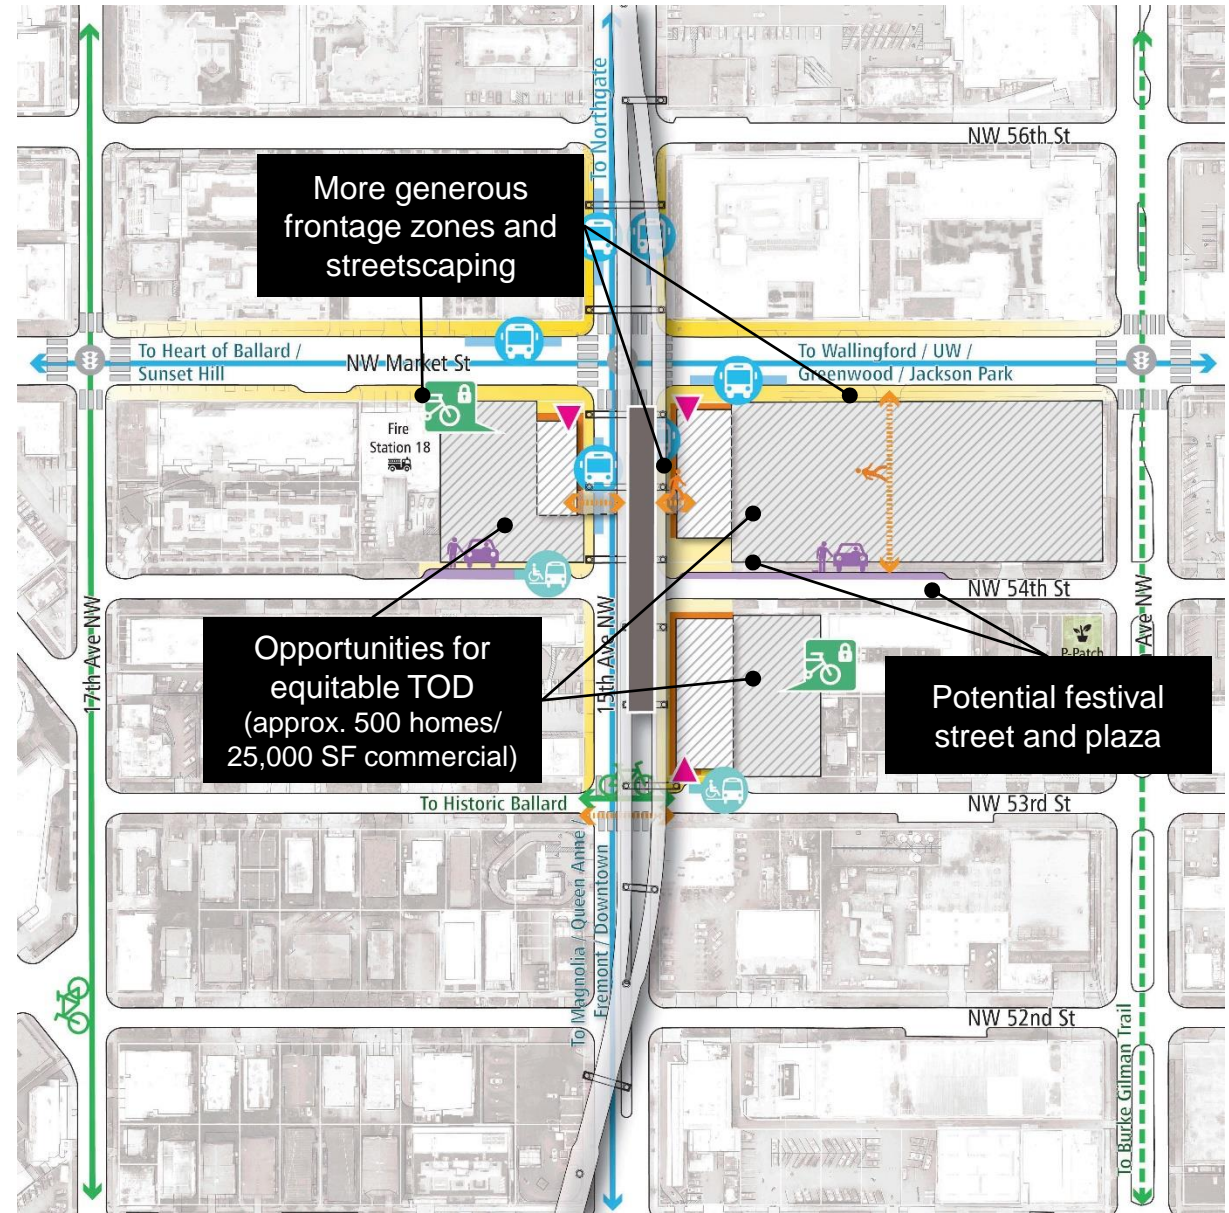 NW 56th St
To Northgate
More generous
frontage zones and
streetscaping
To Heart of Ballard /
Sunset Hill
NW Market St
To Wallingford / UW /
Greenwood / Jackson Park
Fire
Station 18
NW 54th St
17th Ave NW
15th Ave NW
Ave NW
P-Patch
Opportunities for
equitable TOD
(approx. 500 homes/
25,000 SF commercial)
Potential festival
street and plaza
To Historic Ballard
NW 53rd St
To Magnolia / Queen Anne /
Fremont / Downtown
NW 52nd St
To Burke Gilman Trail